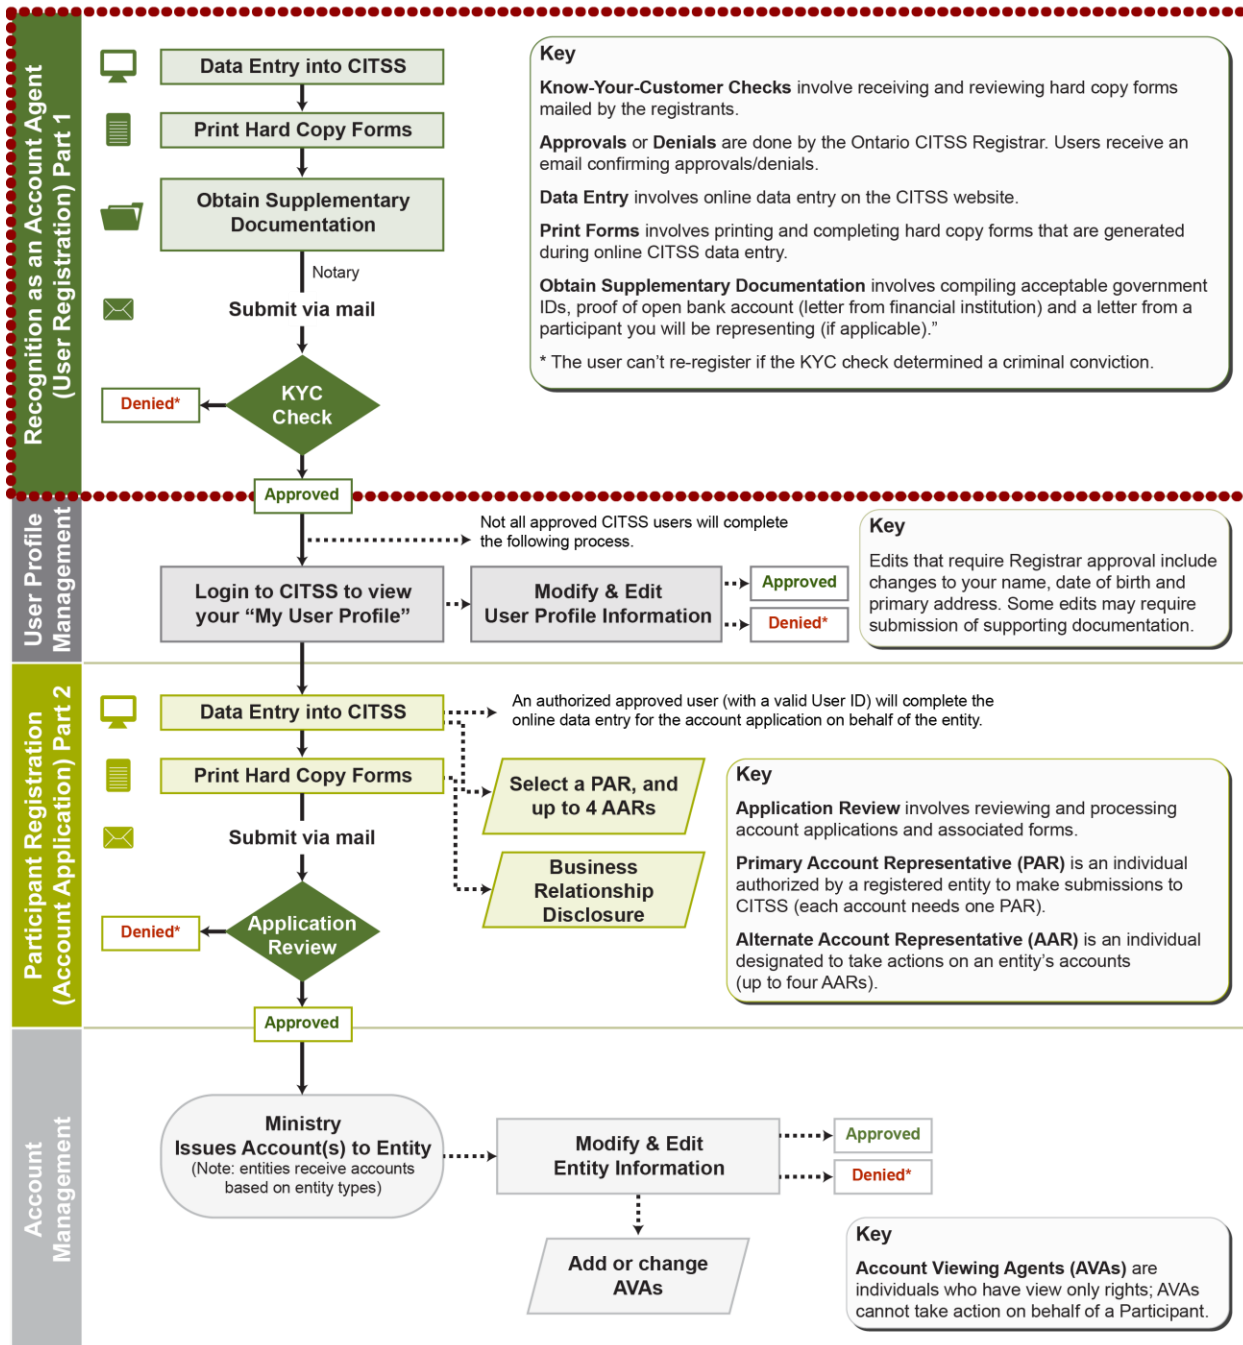 Recognition as an Account Agent
(User Registration) Part 1
Data Entry into CITSS
Print Hard Copy Forms
Obtain Supplementary
Documentation
Notary
Submit via mail
KYC
Check
Denied*
Approved
Key
Know-Your-Customer Checks involve receiving and reviewing hard copy forms
mailed by the registrants.
Approvals or Denials are done by the Ontario CITSS Registrar. Users receive an
email confirming approvals/denials.
Data Entry involves online data entry on the CITSS website.
Print Forms involves printing and completing hard copy forms that are generated
during online CITSS data entry.
Obtain Supplementary Documentation involves compiling acceptable government
IDs, proof of open bank account (letter from financial institution) and a letter from a
participant you will be representing (if applicable).”
* The user can’t re-register if the KYC check determined a criminal conviction.
User Profile
Management
Not all approved CITSS users will complete
the following process.
Login to CITSS to view
your “My User Profile”
Modify & Edit
User Profile Information
Approved
Denied*
Key
Edits that require Registrar approval include
changes to your name, date of birth and
primary address. Some edits may require
submission of supporting documentation.
Participant Registration
(Account Application) Part 2
Data Entry into CITSS
An authorized approved user (with a valid User ID) will complete the
online data entry for the account application on behalf of the entity.
Print Hard Copy Forms
Select a PAR, and
up to 4 AARs
Submit via mail
Business
Relationship
Disclosure
Application
Review
Denied*
Approved
Key
Application Review involves reviewing and processing
account applications and associated forms.
Primary Account Representative (PAR) is an individual
authorized by a registered entity to make submissions to
CITSS (each account needs one PAR).
Alternate Account Representative (AAR) is an individual
designated to take actions on an entity’s accounts
(up to four AARs).
Account
Management
Ministry
Issues Account(s) to Entity
(Note: entities receive accounts
based on entity types)
Modify & Edit
Entity Information
Approved
Denied*
Add or change
AVAs
Key
Account Viewing Agents (AVAs) are
individuals who have view only rights; AVAs
cannot take action on behalf of a Participant.